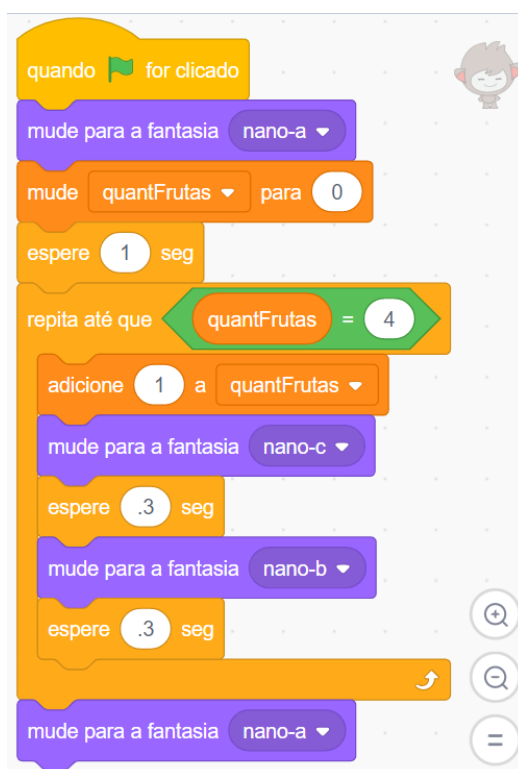 quando for clicado
mude para a fantasia nano-a
mude quantFrutas para 0
espere 1 seg
repita até que quantFrutas = 4
adicione 1 a quantFrutas
mude para a fantasia nano-c
espere .3 seg
mude para a fantasia nano-b
espere .3 seg
mude para a fantasia nano-a